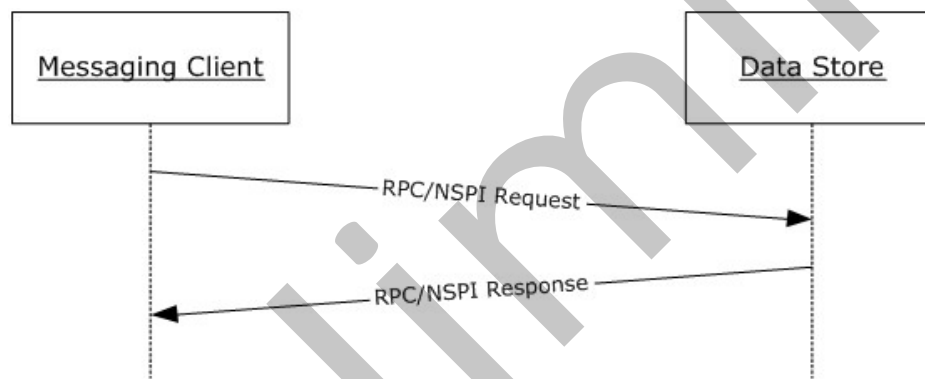 Messaging Client
Data Store
RPC/NSPI Request
RPC/NSPI Response